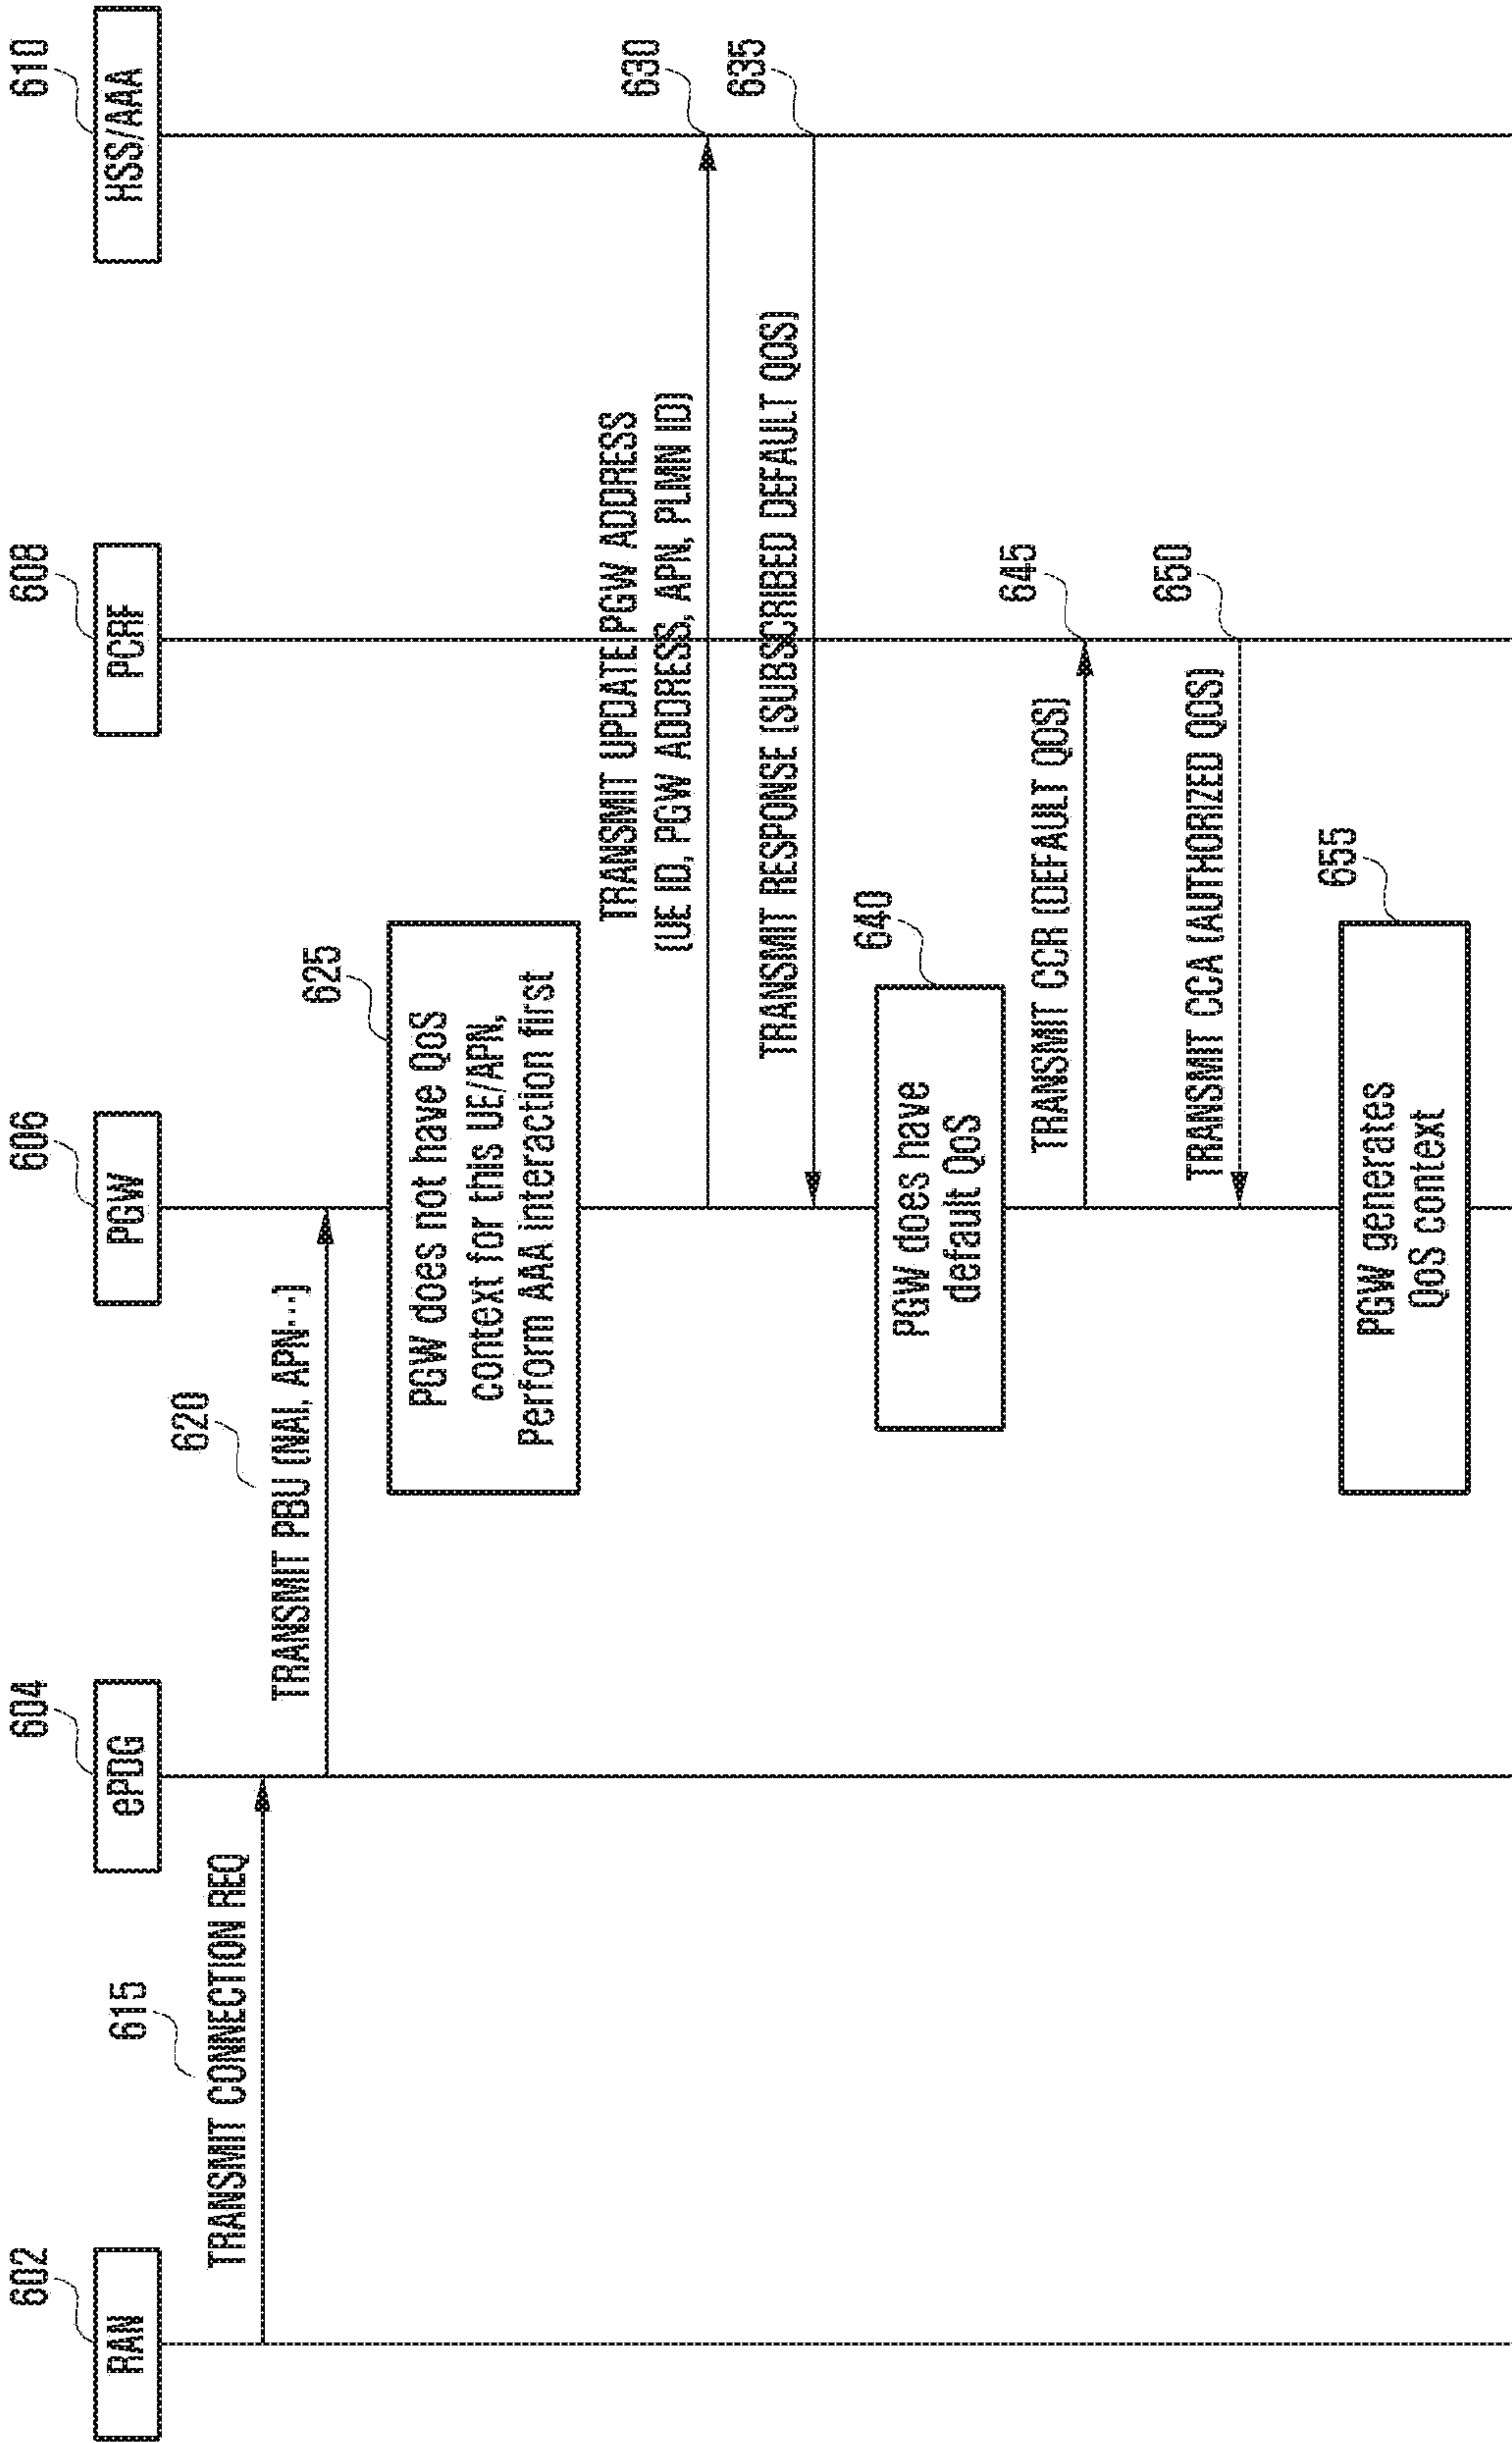 602
RAN
604
ePDG
606
PGW
608
PCRF
610
HSS/AAA
615
TRANSMIT CONNECTION REQ
620
TRANSMIT PBU (NAI, APN···)
625
PGW does not have QoS
context for this UE/APN,
Perform AAA interaction first
TRANSMIT UPDATE PGW ADDRESS
(UE ID, PGW ADDRESS, APN, PLMN ID)
630
TRANSMIT RESPONSE (SUBSCRIBED DEFAULT QOS)
635
640
PGW does have
default QoS
TRANSMIT CCR (DEFAULT QOS)
645
TRANSMIT CCA (AUTHORIZED QOS)
650
655
PGW generates
QoS context